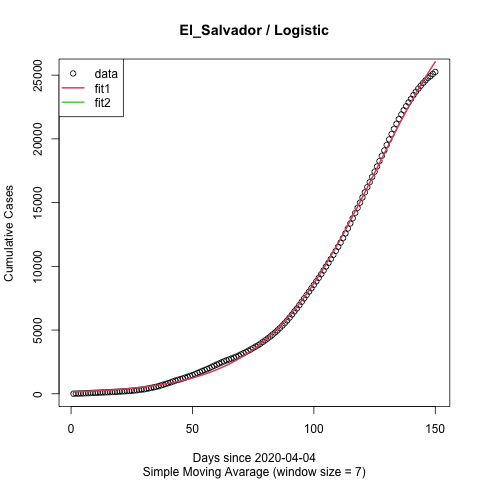 El_Salvador / Logistic
data
fit1
fit2
Cumulative Cases
0
5000
10000
15000
20000
25000
0 50 100 150
Days since 2020-04-04
Simple Moving Avarage (window size = 7)